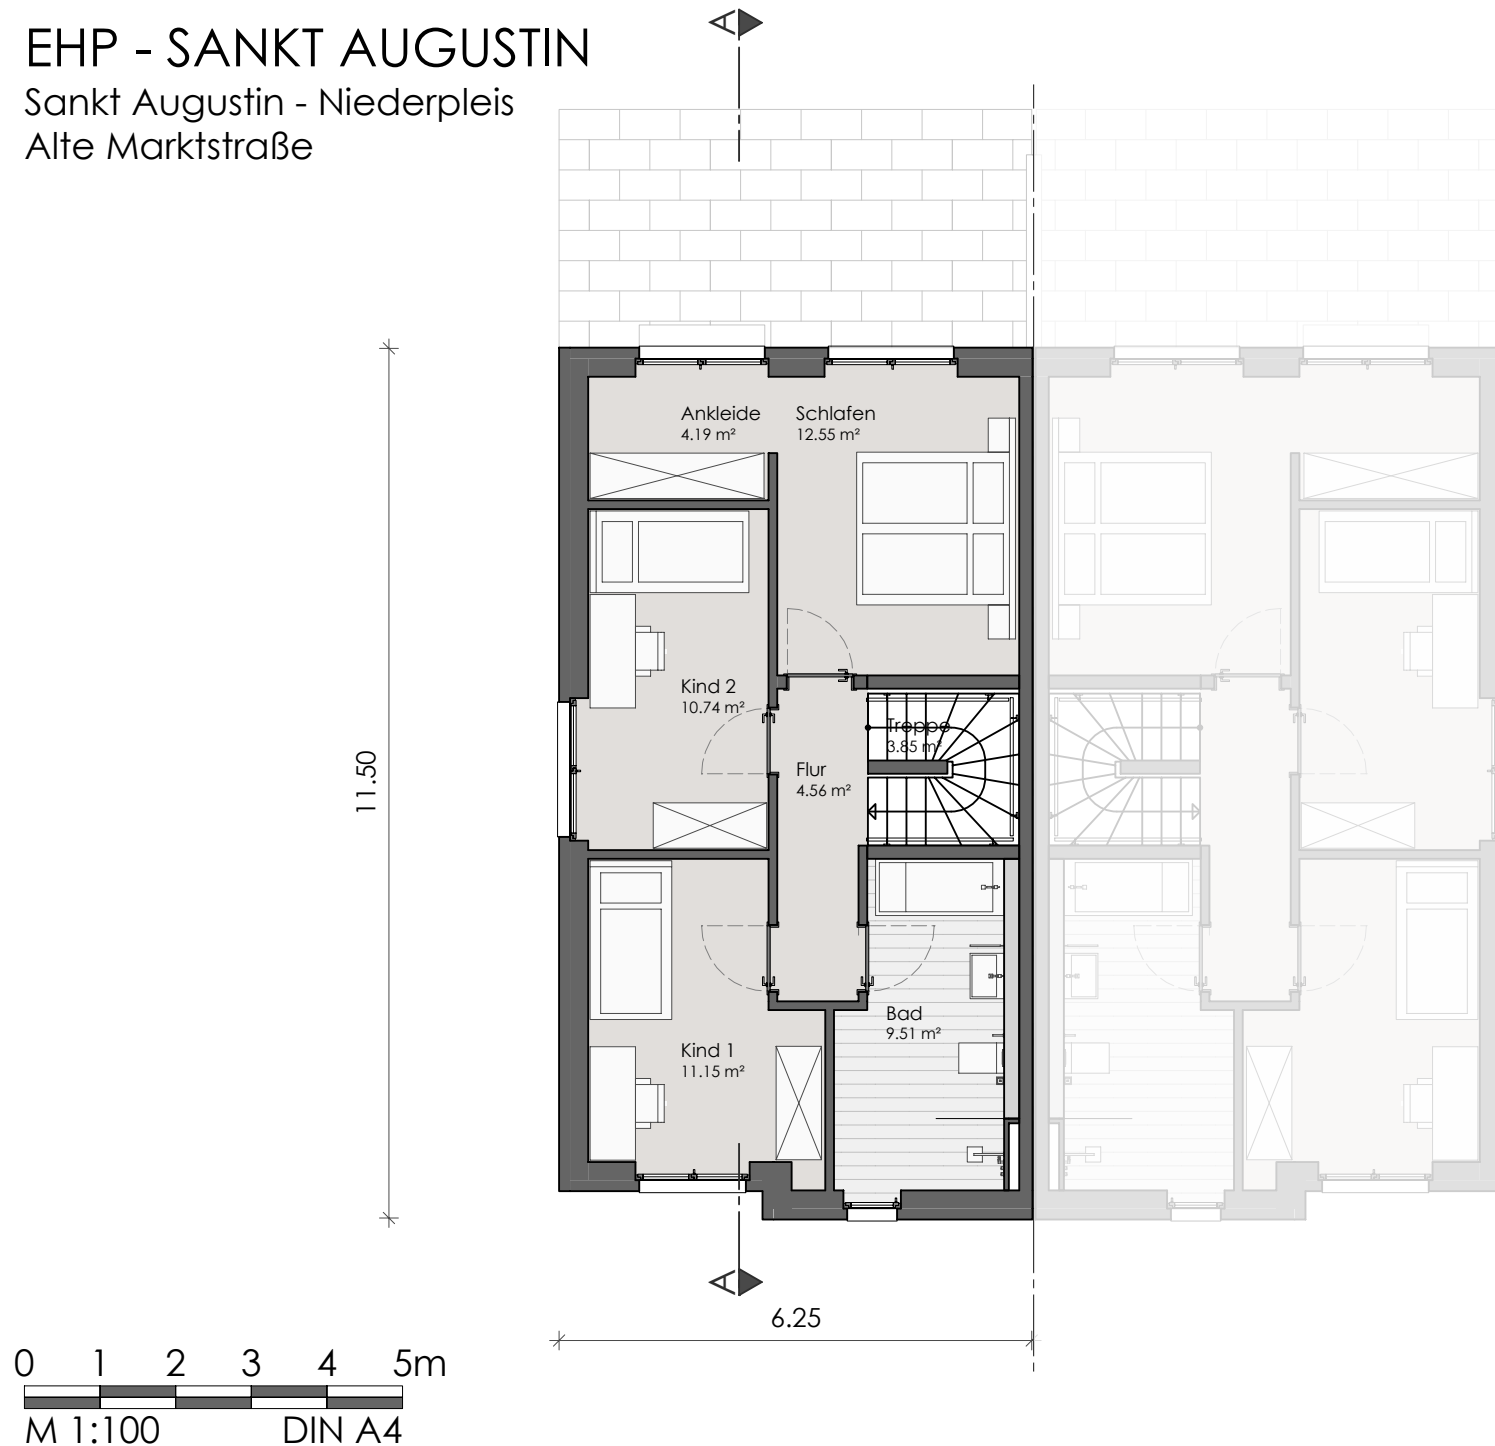 A
EHP - SANKT AUGUSTIN
Sankt Augustin - Niederpleis
Alte Marktstraße
Ankleide
4.19 m²
Schlafen
12.55 m²
Kind 2
10.74 m²
Treppe
3.85 m²
Flur
4.56 m²
11.50
Bad
9.51 m²
Kind 1
11.15 m²
A
6.25
0 1 2 3 4 5m
M 1:100 DIN A4